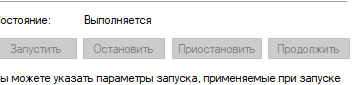 остояние: Выполняется
Запустить Остановить Приостановить Продолжить
ы можете указать параметры запуска, применяемые при запуске